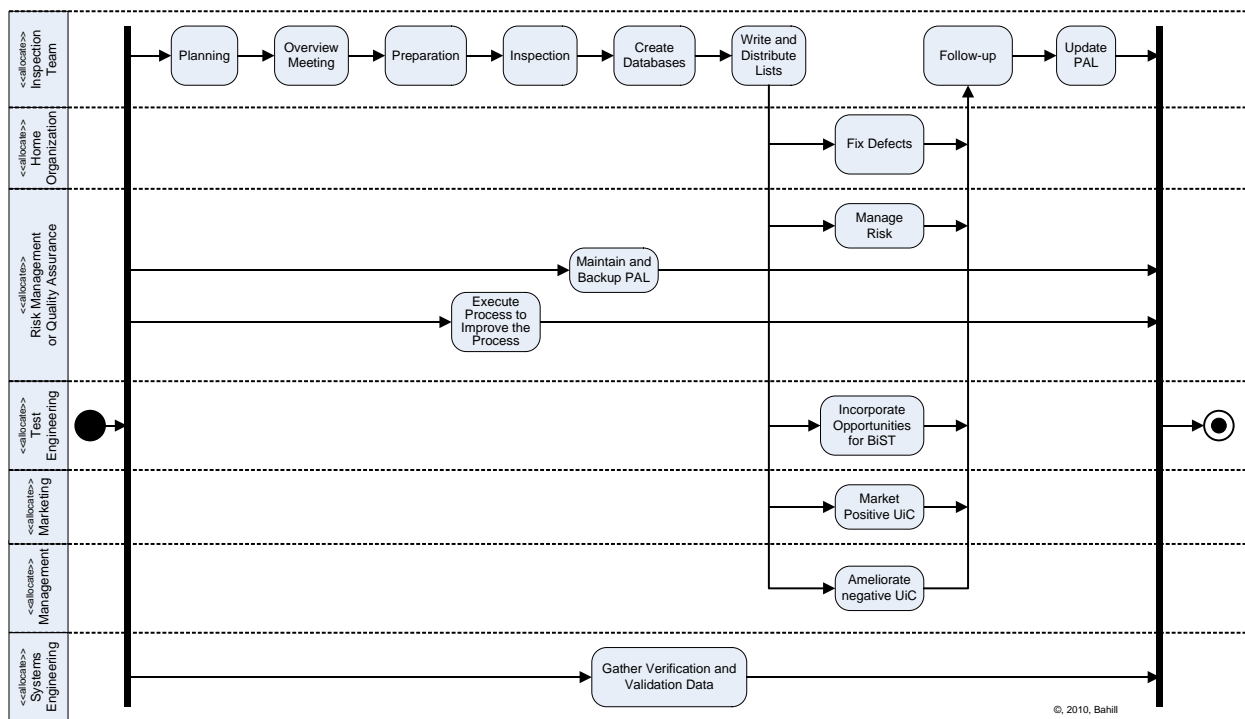 <<allocate>>
Inspection
Team
Planning
Overview
Meeting
Preparation
Inspection
Create
Databases
Write and
Distribute
Lists
Follow-up
Update
PAL
<<allocate>>
Home
Organization
Fix Defects
<<allocate>>
Risk Management
or Quality Assurance
Manage
Risk
Maintain and
Backup PAL
Execute
Process to
Improve the
Process
<<allocate>>
Test
Engineering
Incorporate
Opportunities
for BiST
<<allocate>>
Marketing
Market
Positive UiC
<<allocate>>
Management
Ameliorate
negative UiC
<<allocate>>
Systems
Engineering
Gather Verification and
Validation Data
©, 2010, Bahill